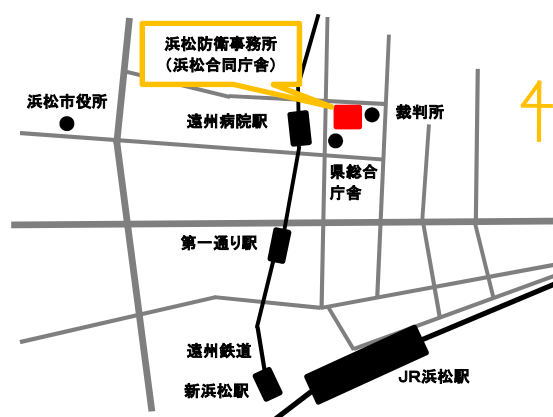 浜松防衛事務所
（浜松合同庁舎）
浜松市役所
遠州病院駅
裁判所
県総合
庁舎
第一通り駅
遠州鉄道
新浜松駅
JR浜松駅